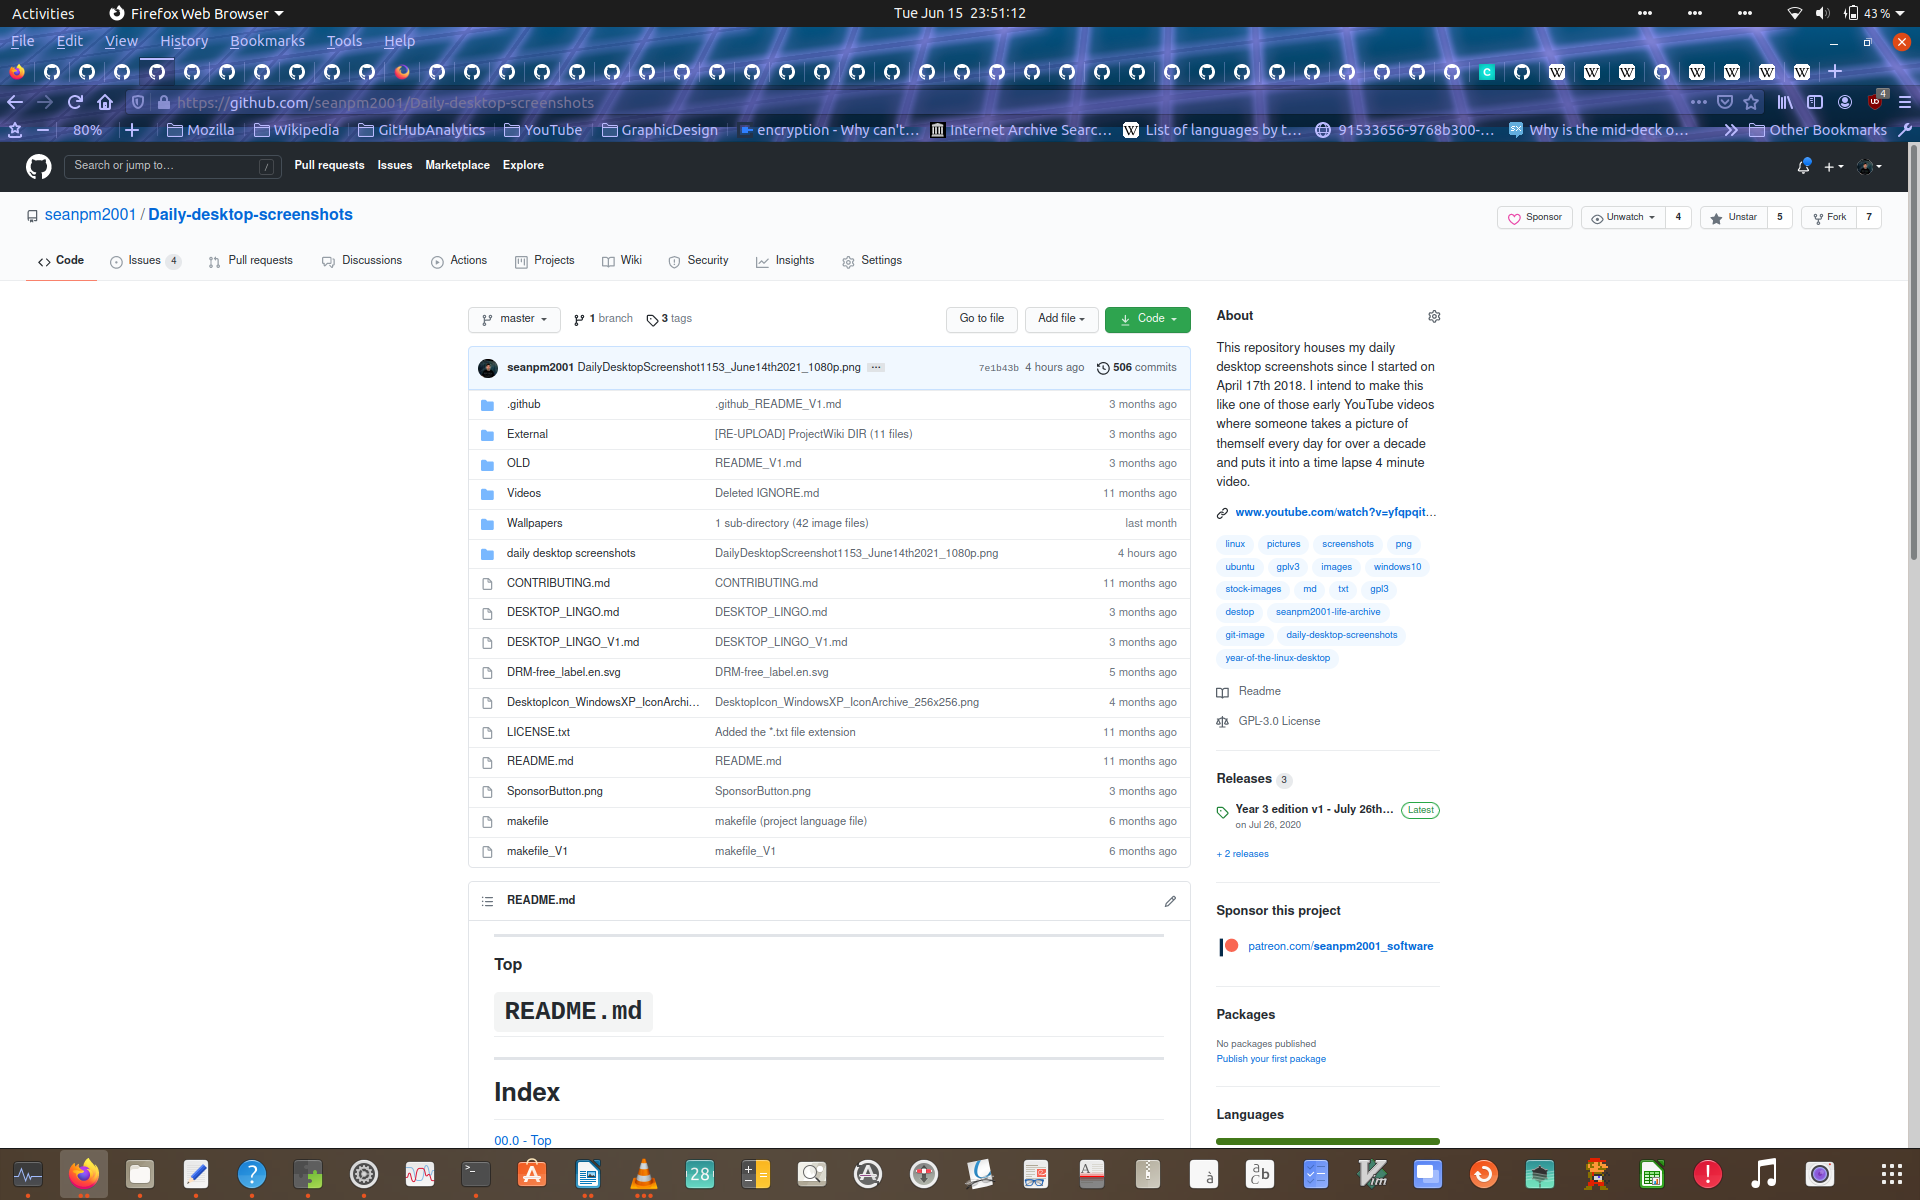 Activities
Firefox Web Browser
Tue Jun 15  23:51:12
43 %
File Edit View History Bookmarks Tools Help
https://github.com/seanpm2001/Daily-desktop-screenshots
4
80%
Mozilla Wikipedia GitHubAnalytics YouTube GraphicDesign encryption - Why can't… Internet Archive Searc… List of languages by t… 91533656-9768b300-… Why is the mid-deck o… Other Bookmarks
Search or jump to… /
Pull requests Issues Marketplace Explore
seanpm2001 / Daily-desktop-screenshots
Sponsor Unwatch 4 Unstar 5 Fork 7
Code Issues 4 Pull requests Discussions Actions Projects Wiki Security Insights Settings
master 1 branch 3 tags
Go to file Add file Code
seanpm2001 DailyDesktopScreenshot1153_June14th2021_1080p.png ... 7e1b43b 4 hours ago 506 commits
.github .github_README_V1.md 3 months ago
External [RE-UPLOAD] ProjectWiki DIR (11 files) 3 months ago
OLD README_V1.md 3 months ago
Videos Deleted IGNORE.md 11 months ago
Wallpapers 1 sub-directory (42 image files) last month
daily desktop screenshots DailyDesktopScreenshot1153_June14th2021_1080p.png 4 hours ago
CONTRIBUTING.md CONTRIBUTING.md 11 months ago
DESKTOP_LINGO.md DESKTOP_LINGO.md 3 months ago
DESKTOP_LINGO_V1.md DESKTOP_LINGO_V1.md 3 months ago
DRM-free_label.en.svg DRM-free_label.en.svg 5 months ago
DesktopIcon_WindowsXP_IconArchi… DesktopIcon_WindowsXP_IconArchive_256x256.png 4 months ago
LICENSE.txt Added the *.txt file extension 11 months ago
README.md README.md 11 months ago
SponsorButton.png SponsorButton.png 3 months ago
makefile makefile (project language file) 6 months ago
makefile_V1 makefile_V1 6 months ago
README.md
Top
README.md
Index
00.0 - Top
About
This repository houses my daily
desktop screenshots since I started on
April 17th 2018. I intend to make this
like one of those early YouTube videos
where someone takes a picture of
themself every day for over a decade
and puts it into a time lapse 4 minute
video.
www.youtube.com/watch?v=yfqpqit…
linux pictures screenshots png
ubuntu gplv3 images windows10
stock-images md txt gpl3
destop seanpm2001-life-archive
git-image daily-desktop-screenshots
year-of-the-linux-desktop
Readme
GPL-3.0 License
Releases 3
Year 3 edition v1 - July 26th… Latest
on Jul 26, 2020
+ 2 releases
Sponsor this project
patreon.com/seanpm2001_software
Packages
No packages published
Publish your first package
Languages
28